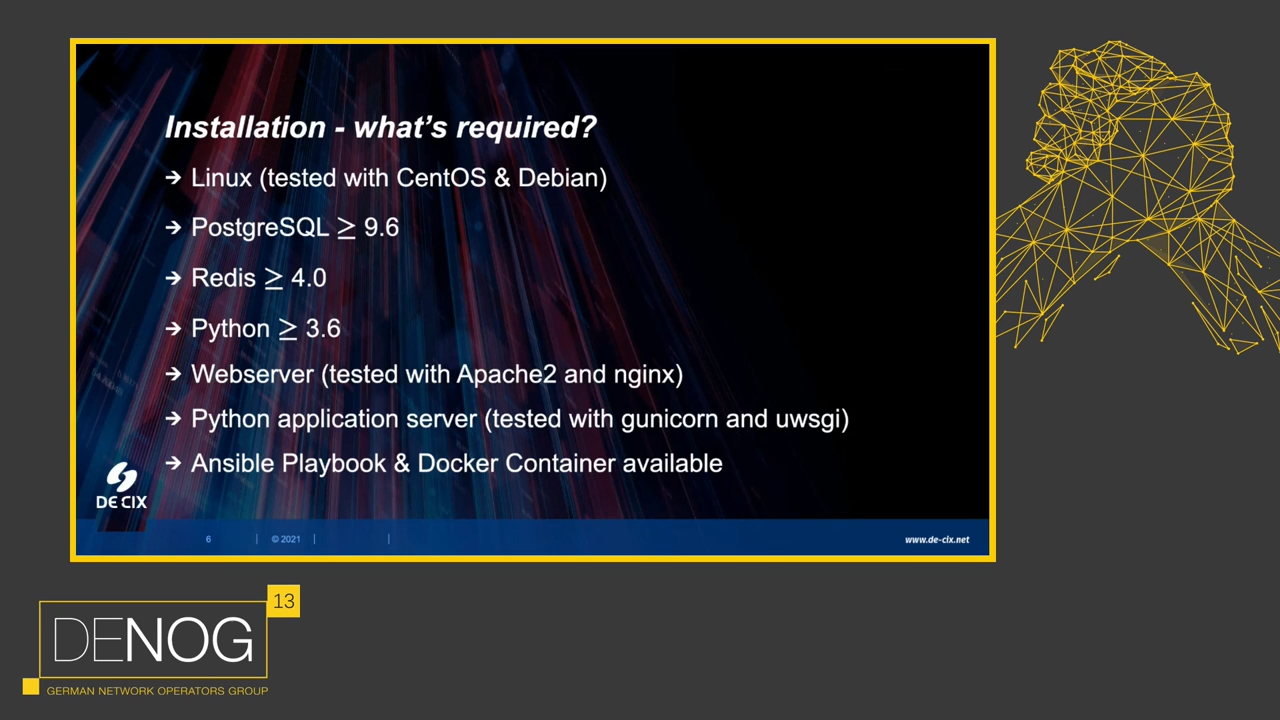 Installation - what's required?
→ Linux (tested with CentOS & Debian)
→ PostgreSQL ≥ 9.6
→ Redis ≥ 4.0
→ Python ≥ 3.6
→ Webserver (tested with Apache2 and nginx)
→ Python application server (tested with gunicorn and uwsgi)
→ Ansible Playbook & Docker Container available
DE CIX
6 | © 2021 | |
www.de-cix.net
13
DENOG
GERMAN NETWORK OPERATORS GROUP